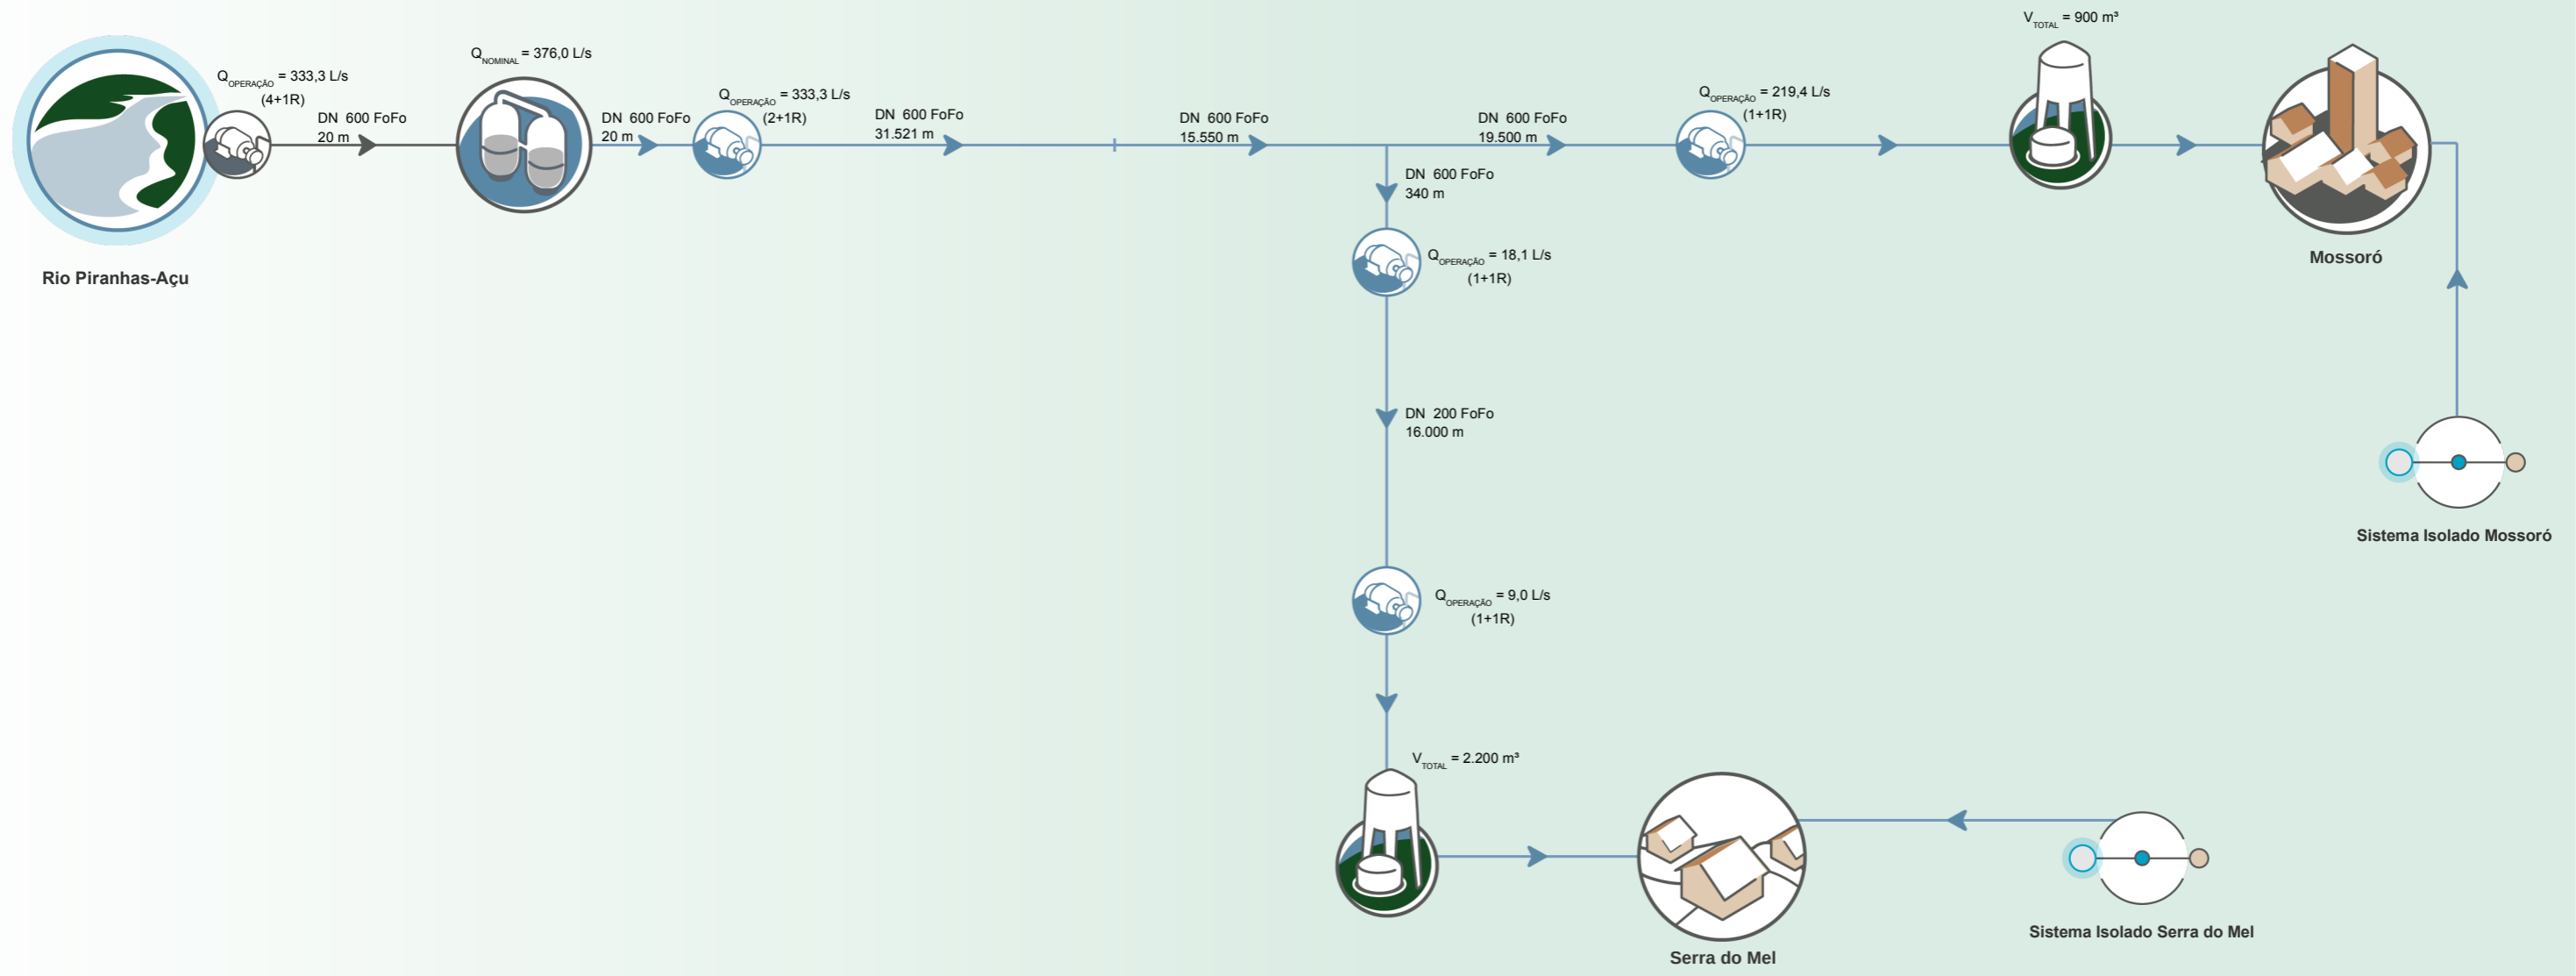 V TOTAL = 900 m³
Q NOMINAL = 376,0 L/s
Q OPERAÇÃO = 333,3 L/s
(4+1R)
DN 600 FoFo
20 m
DN 600 FoFo
20 m
Q OPERAÇÃO = 333,3 L/s
(2+1R)
DN 600 FoFo
31.521 m
DN 600 FoFo
15.550 m
DN 600 FoFo
19.500 m
Q OPERAÇÃO = 219,4 L/s
(1+1R)
DN 600 FoFo
340 m
Rio Piranhas-Açu
Q OPERAÇÃO = 18,1 L/s
(1+1R)
Mossoró
DN 200 FoFo
16.000 m
Sistema Isolado Mossoró
Q OPERAÇÃO = 9,0 L/s
(1+1R)
V TOTAL = 2.200 m³
Sistema Isolado Serra do Mel
Serra do Mel